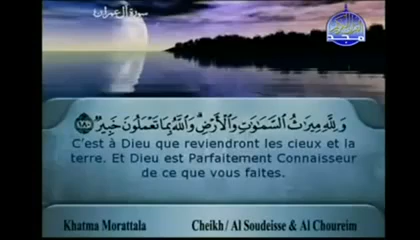 سورة آل عمران
مجد
وَلِلَّهِ مِيرَاثُ السَّمَاوَاتِ وَالْأَرْضِ ۗ وَاللَّهُ بِمَا تَعْمَلُونَ خَبِيرٌ ﴿١٨٠﴾
C'est à Dieu que reviendront les cieux et la
terre. Et Dieu est Parfaitement Connaisseur
de ce que vous faites.
Khatma Morattala
Cheikh/ Al Soudeisse & Al Choureim